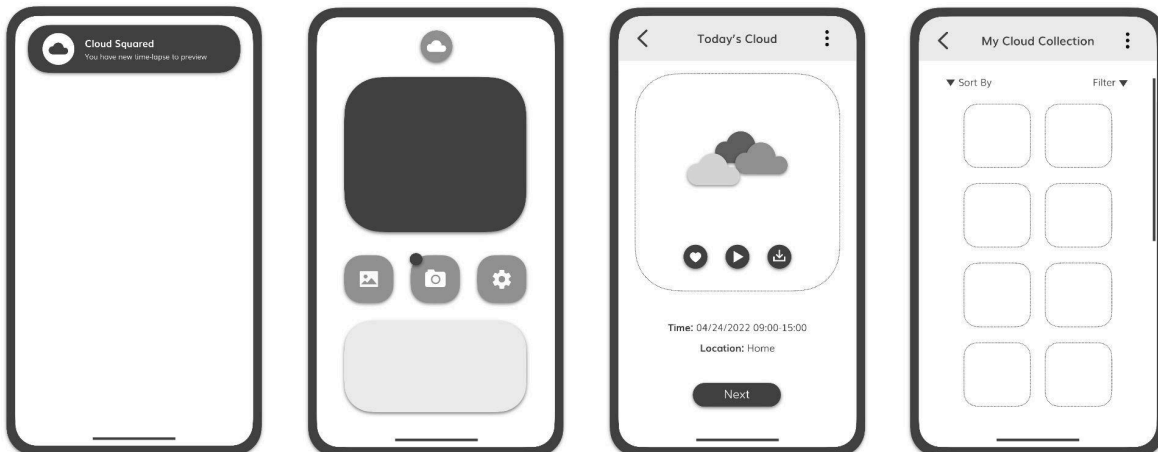 Cloud Squared
You have new time-lapse to preview
Today's Cloud
Time: 04/24/2022 09:00-15:00
Location: Home
Next
My Cloud Collection
▼ Sort By
Filter ▼